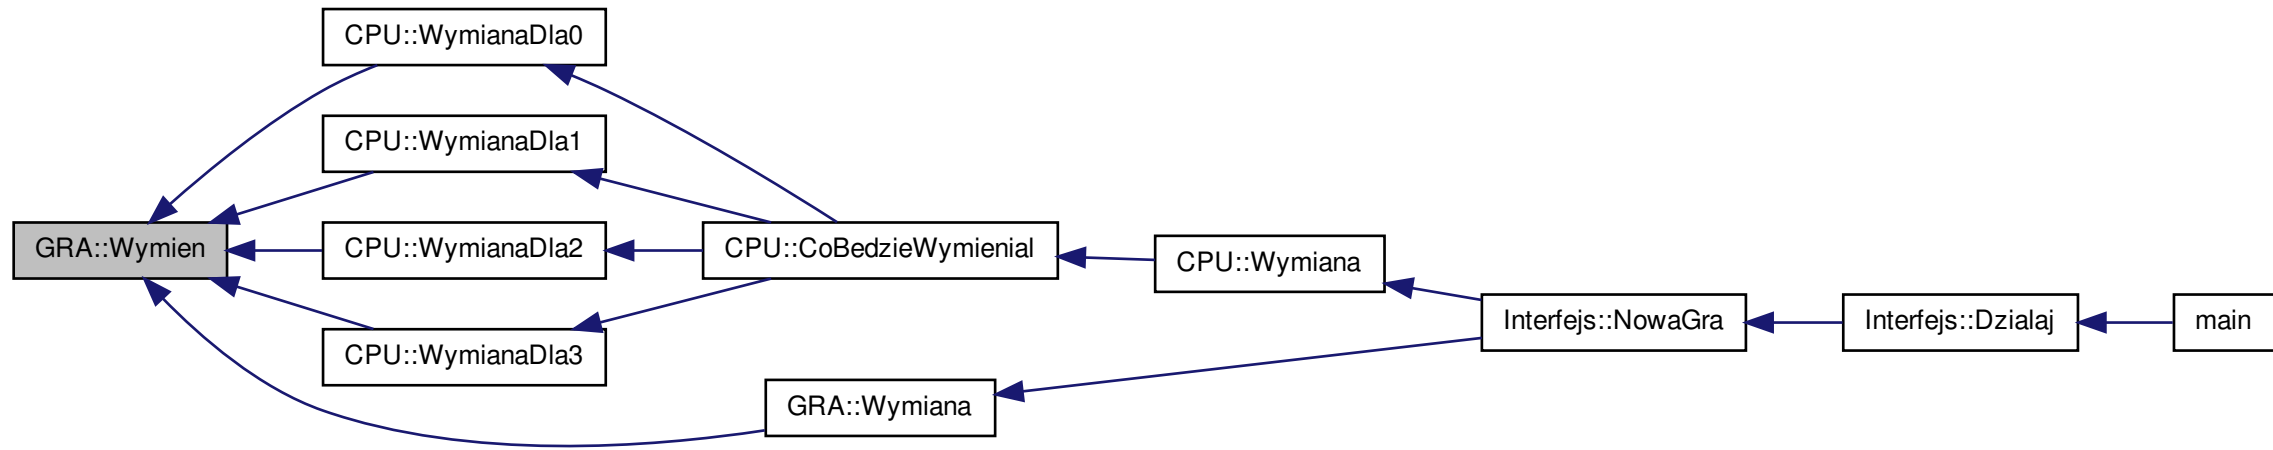 CPU::WymianaDla0
CPU::WymianaDla1
GRA::Wymien
CPU::WymianaDla2
CPU::CoBedzieWymienial
CPU::Wymiana
Interfejs::NowaGra
Interfejs::Dzialaj
main
CPU::WymianaDla3
GRA::Wymiana